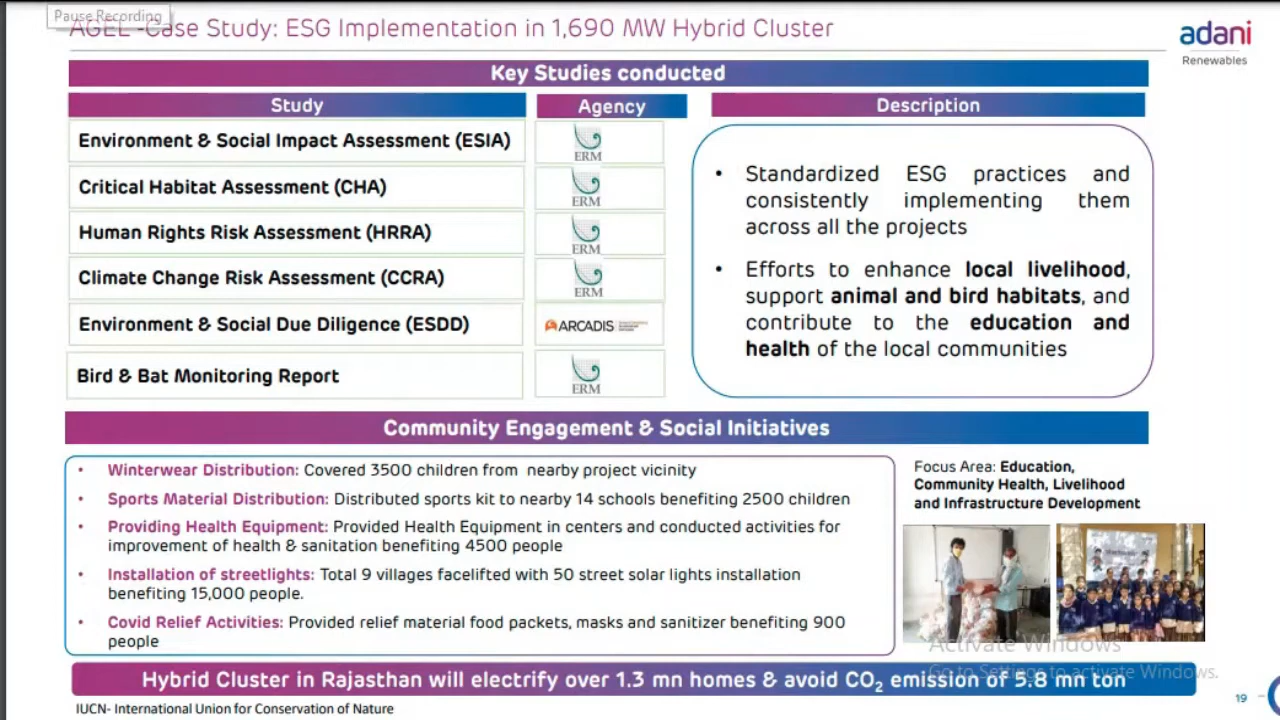 Pause Recording
AGEL -Case Study: ESG Implementation in 1,690 MW Hybrid Cluster
adani
Renewables
Key Studies conducted
Study
Agency
Description
Environment & Social Impact Assessment (ESIA)
ERM
Critical Habitat Assessment (CHA)
ERM
Human Rights Risk Assessment (HRRA)
ERM
Climate Change Risk Assessment (CCRA)
ERM
Environment & Social Due Diligence (ESDD)
ARCADIS
Bird & Bat Monitoring Report
ERM
• Standardized ESG practices and
consistently implementing them
across all the projects
• Efforts to enhance local livelihood,
support animal and bird habitats, and
contribute to the education and
health of the local communities
Community Engagement & Social Initiatives
• Winterwear Distribution: Covered 3500 children from nearby project vicinity
• Sports Material Distribution: Distributed sports kit to nearby 14 schools benefiting 2500 children
• Providing Health Equipment: Provided Health Equipment in centers and conducted activities for
improvement of health & sanitation benefiting 4500 people
• Installation of streetlights: Total 9 villages facelifted with 50 street solar lights installation
benefiting 15,000 people.
• Covid Relief Activities: Provided relief material food packets, masks and sanitizer benefiting 900
people
Focus Area: Education,
Community Health, Livelihood
and Infrastructure Development
Activate Windows
Go to Settings to activate Windows.
Hybrid Cluster in Rajasthan will electrify over 1.3 mn homes & avoid CO2 emission of 5.8 mn ton
IUCN- International Union for Conservation of Nature
19